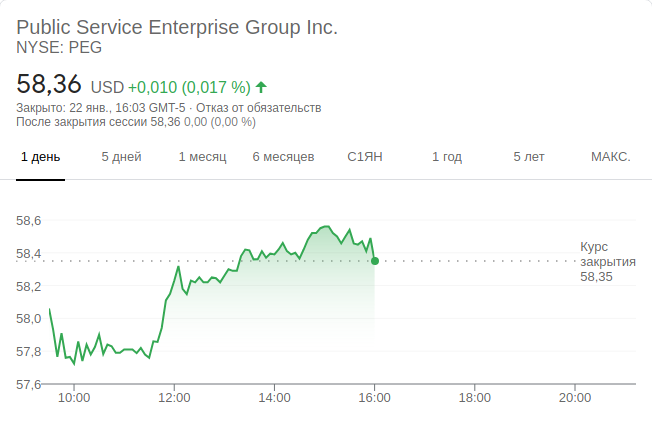 Public Service Enterprise Group Inc.
NYSE: PEG
58,36 USD +0,010 (0,017 %)
Закрыто: 22 янв., 16:03 GMT-5 · Отказ от обязательств
После закрытия сессии 58,36 0,00 (0,00 %)
1 день 5 дней 1 месяц 6 месяцев С1ЯН 1 год 5 лет МАКС.
58,6
58,4
58,2
58,0
57,8
57,6
Курс
закрытия
58,35
10:00 12:00 14:00 16:00 18:00 20:00